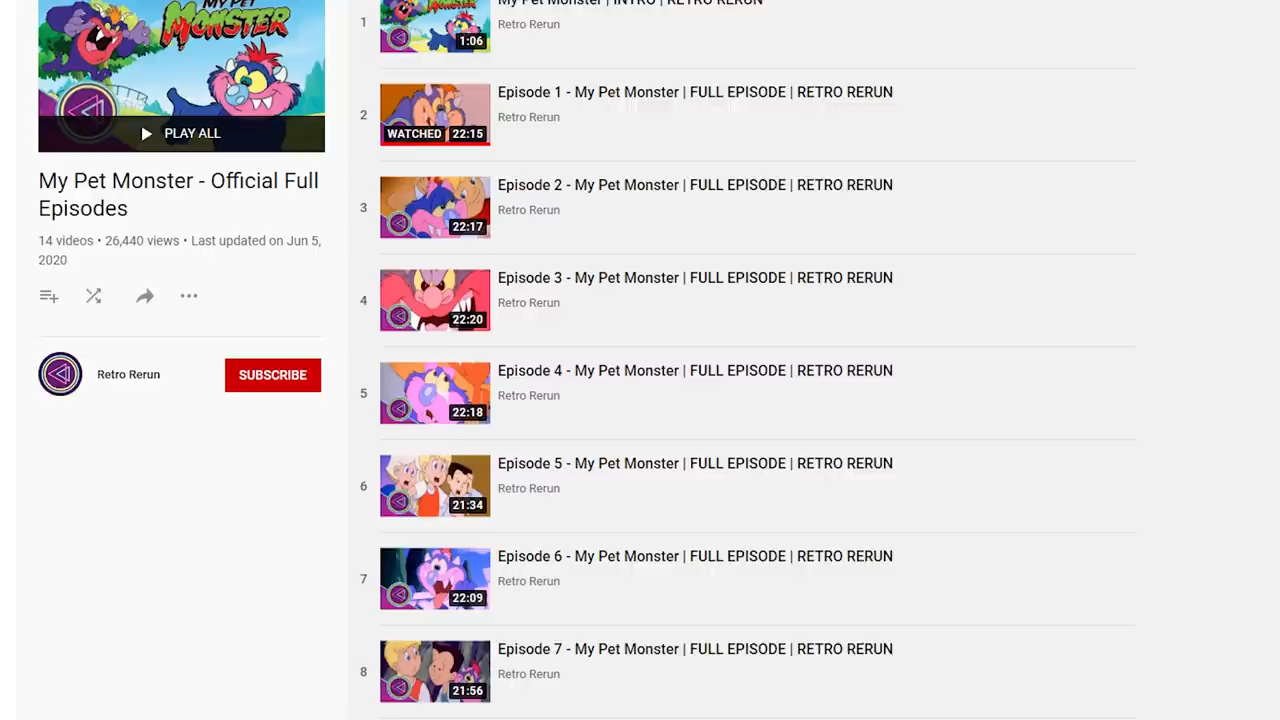 MY PET
MONSTER
PLAY ALL
My Pet Monster - Official Full
Episodes
14 videos • 26,440 views • Last updated on Jun 5,
2020
Retro Rerun
SUBSCRIBE
1
1:06
My Pet Monster | INTRO | RETRO RERUN
Retro Rerun
2
WATCHED
22:15
Episode 1 - My Pet Monster | FULL EPISODE | RETRO RERUN
Retro Rerun
3
22:17
Episode 2 - My Pet Monster | FULL EPISODE | RETRO RERUN
Retro Rerun
4
22:20
Episode 3 - My Pet Monster | FULL EPISODE | RETRO RERUN
Retro Rerun
5
22:18
Episode 4 - My Pet Monster | FULL EPISODE | RETRO RERUN
Retro Rerun
6
21:34
Episode 5 - My Pet Monster | FULL EPISODE | RETRO RERUN
Retro Rerun
7
22:09
Episode 6 - My Pet Monster | FULL EPISODE | RETRO RERUN
Retro Rerun
8
21:56
Episode 7 - My Pet Monster | FULL EPISODE | RETRO RERUN
Retro Rerun